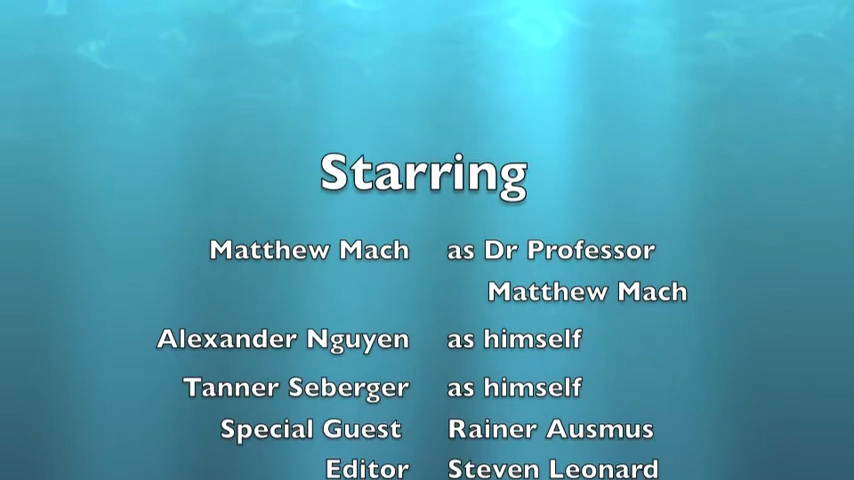 Starring
Matthew Mach as Dr Professor
Matthew Mach
Alexander Nguyen as himself
Tanner Seberger as himself
Special Guest Rainer Ausmus
Editor Steven Leonard